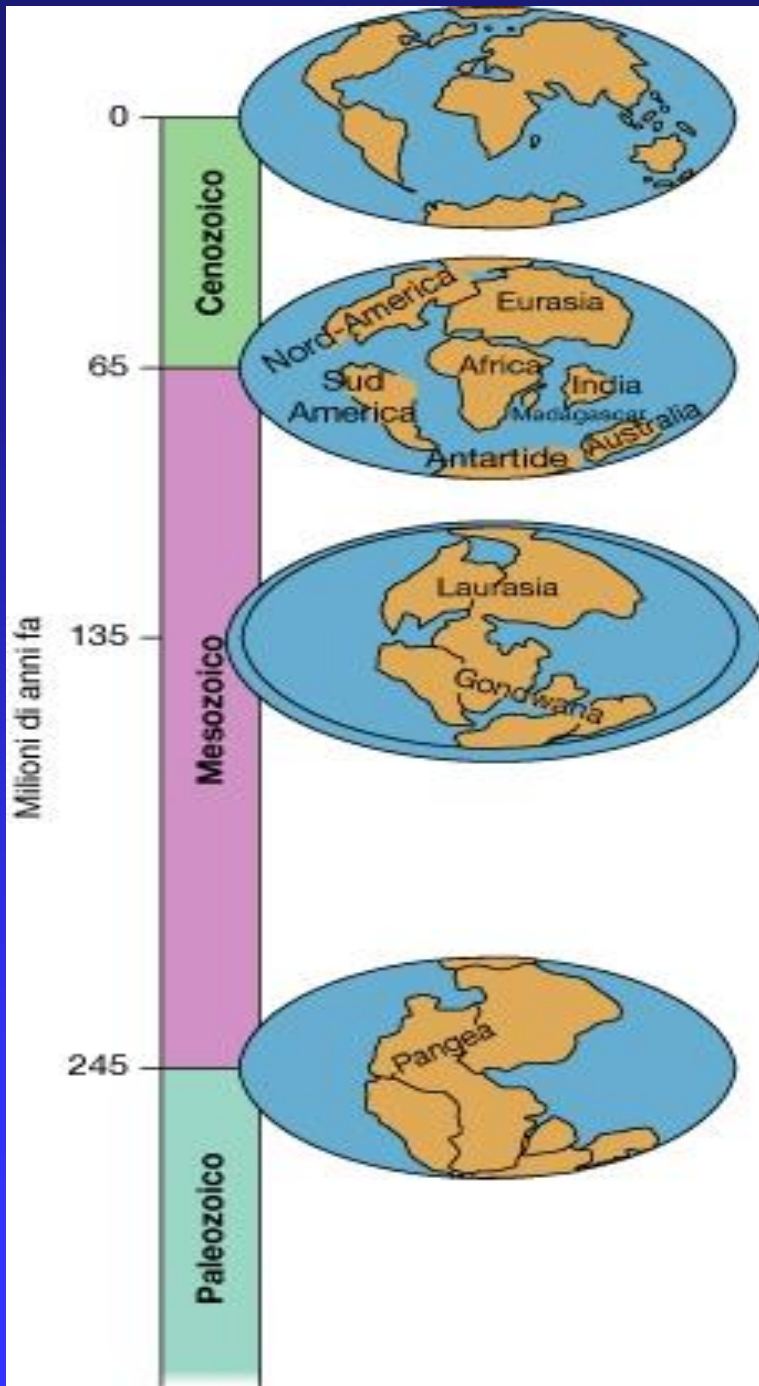 0
Cenozoico
Nord-America
Eurasia
65
Africa
Sud
America
India
Madagascar
Australia
Antartide
Laurasia
135
Milioni di anni fa
Mesozoico
Gondwana
Pangea
245
Paleozoico